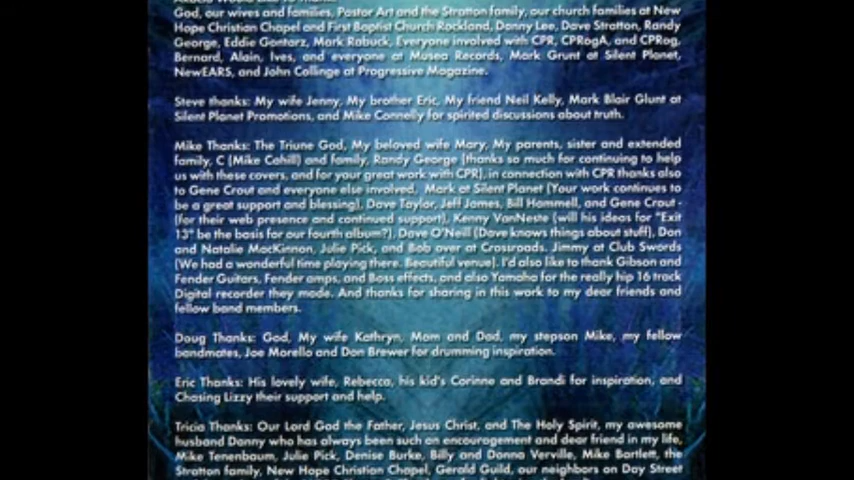 God, our wives and families, Pastor Art and the Stratton family, our church families at New
Hope Christian Chapel and First Baptist Church Rockland, Danny Lee, Dave Stratton, Randy
George, Eddie Gontarz, Mark Rabuck, Everyone involved with CPR, CPRogA, and CPRog,
Bernard, Alain, Ives, and everyone at Musea Records, Mark Grunt at Silent Planet,
NewEARS, and John Collinge at Progressive Magazine.
Steve thanks: My wife Jenny, My brother Eric, My friend Neil Kelly, Mark Blair Glunt at
Silent Planet Promotions, and Mike Connelly for spirited discussions about truth.
Mike Thanks: The Triune God, My beloved wife Mary, My parents, sister and extended
family, C (Mike Cahill) and family, Randy George (thanks so much for continuing to help
us with these covers, and for your great work with CPR), in connection with CPR thanks also
to Gene Crout and everyone else involved, Mark at Silent Planet (Your work continues to
be a great support and blessing), Dave Taylor, Jeff James, Bill Hammell, and Gene Crout -
(for their web presence and continued support), Kenny VanNeste (will his ideas for "Exit
13" be the basis for our fourth album?), Dave O'Neill (Dave knows things about stuff), Dan
and Natalie MacKinnon, Julie Pick, and Bob over at Crossroads. Jimmy at Club Swords
(We had a wonderful time playing there. Beautiful venue). I'd also like to thank Gibson and
Fender Guitars, Fender amps, and Boss effects, and also Yamaha for the really hip 16 track
Digital recorder they made. And thanks for sharing in this work to my dear friends and
fellow band members.
Doug Thanks: God, My wife Kathryn, Mom and Dad, my stepson Mike, my fellow
bandmates, Joe Morello and Don Brewer for drumming inspiration.
Eric Thanks: His lovely wife, Rebecca, his kid's Corinne and Brandi for inspiration, and
Chasing Lizzy their support and help.
Tricia Thanks: Our Lord God the Father, Jesus Christ, and The Holy Spirit, my awesome
husband Danny who has always been such an encouragement and dear friend in my life,
Mike Tenenbaum, Julie Pick, Denise Burke, Billy and Donna Verville, Mike Bartlett, the
Stratton family, New Hope Christian Chapel, Gerald Guild, our neighbors on Day Street